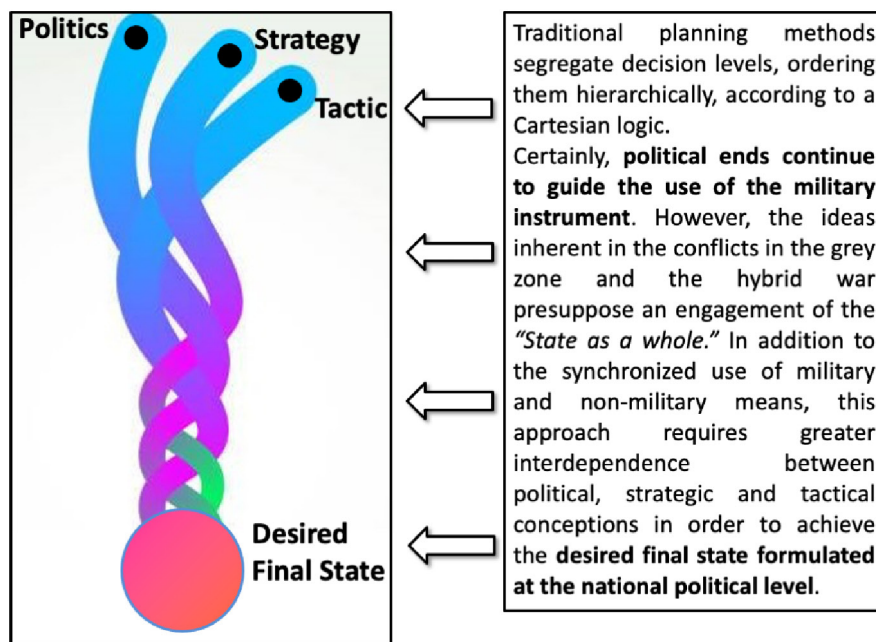 Politics
Strategy
Tactic
Desired
Final State
Traditional planning methods
segregate decision levels, ordering
them hierarchically, according to a
Cartesian logic.
Certainly, political ends continue
to guide the use of the military
instrument. However, the ideas
inherent in the conflicts in the grey
zone and the hybrid war
presuppose an engagement of the
“State as a whole.” In addition to
the synchronized use of military
and non-military means, this
approach requires greater
interdependence between
political, strategic and tactical
conceptions in order to achieve
the desired final state formulated
at the national political level.